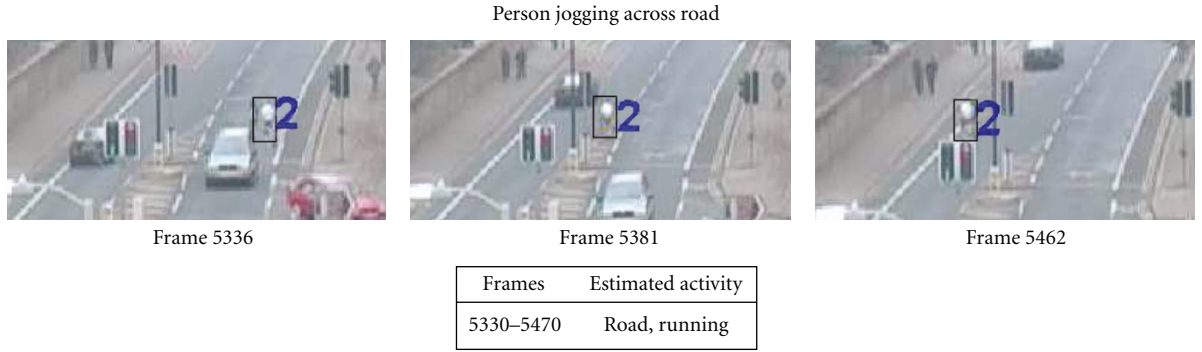 Person jogging across road
2
2
2
Frame 5336
Frame 5381
Frame 5462
Frames Estimated activity
5330–5470 Road, running